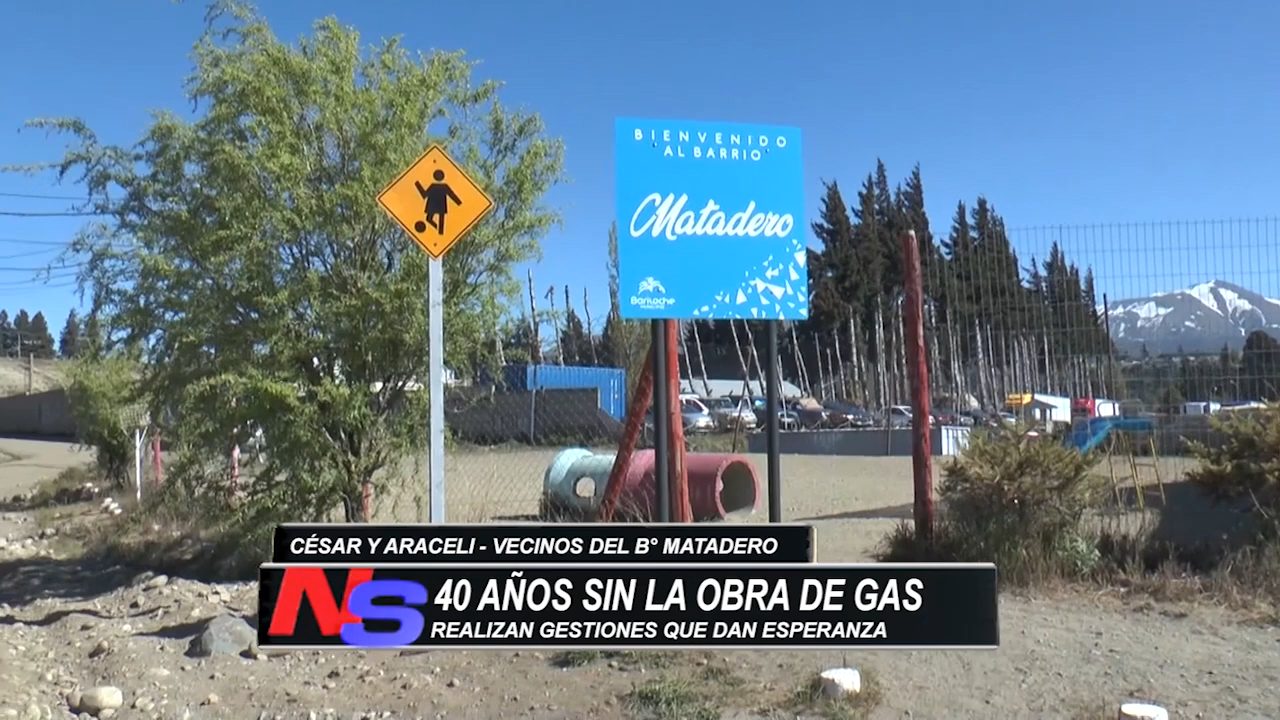 BIENVENIDO
AL BARRIO
Matadero
Bariloche
CÉSAR Y ARACELI - VECINOS DEL B° MATADERO
NS
40 AÑOS SIN LA OBRA DE GAS
REALIZAN GESTIONES QUE DAN ESPERANZA